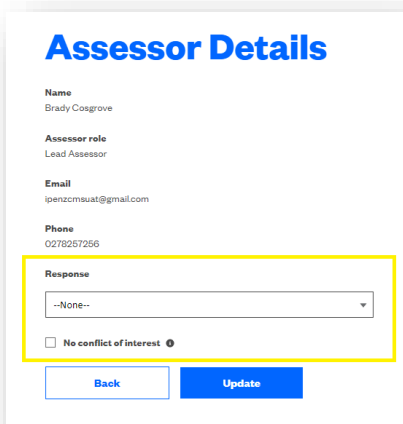 Assessor Details
Name
Brady Cosgrove
Assessor role
Lead Assessor
Email
ipenzcmsuat@gmail.com
Phone
0278257256
Response
--None--
No conflict of interest
Back Update